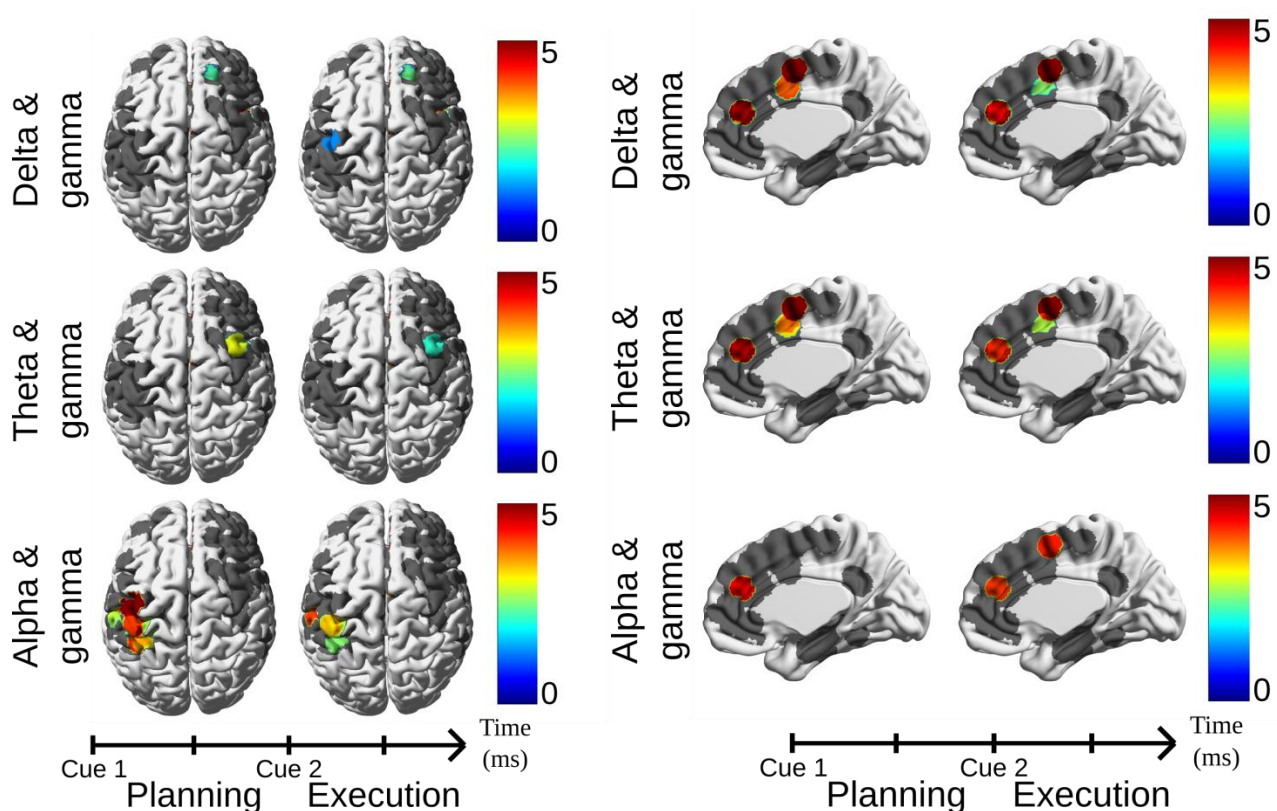 Delta &
gamma
5
0
Theta &
gamma
5
0
Alpha &
gamma
5
0
Time
(ms)
Cue 1
Cue 2
Planning
Execution
Delta &
gamma
5
0
Theta &
gamma
5
0
Alpha &
gamma
5
0
Time
(ms)
Cue 1
Cue 2
Planning
Execution